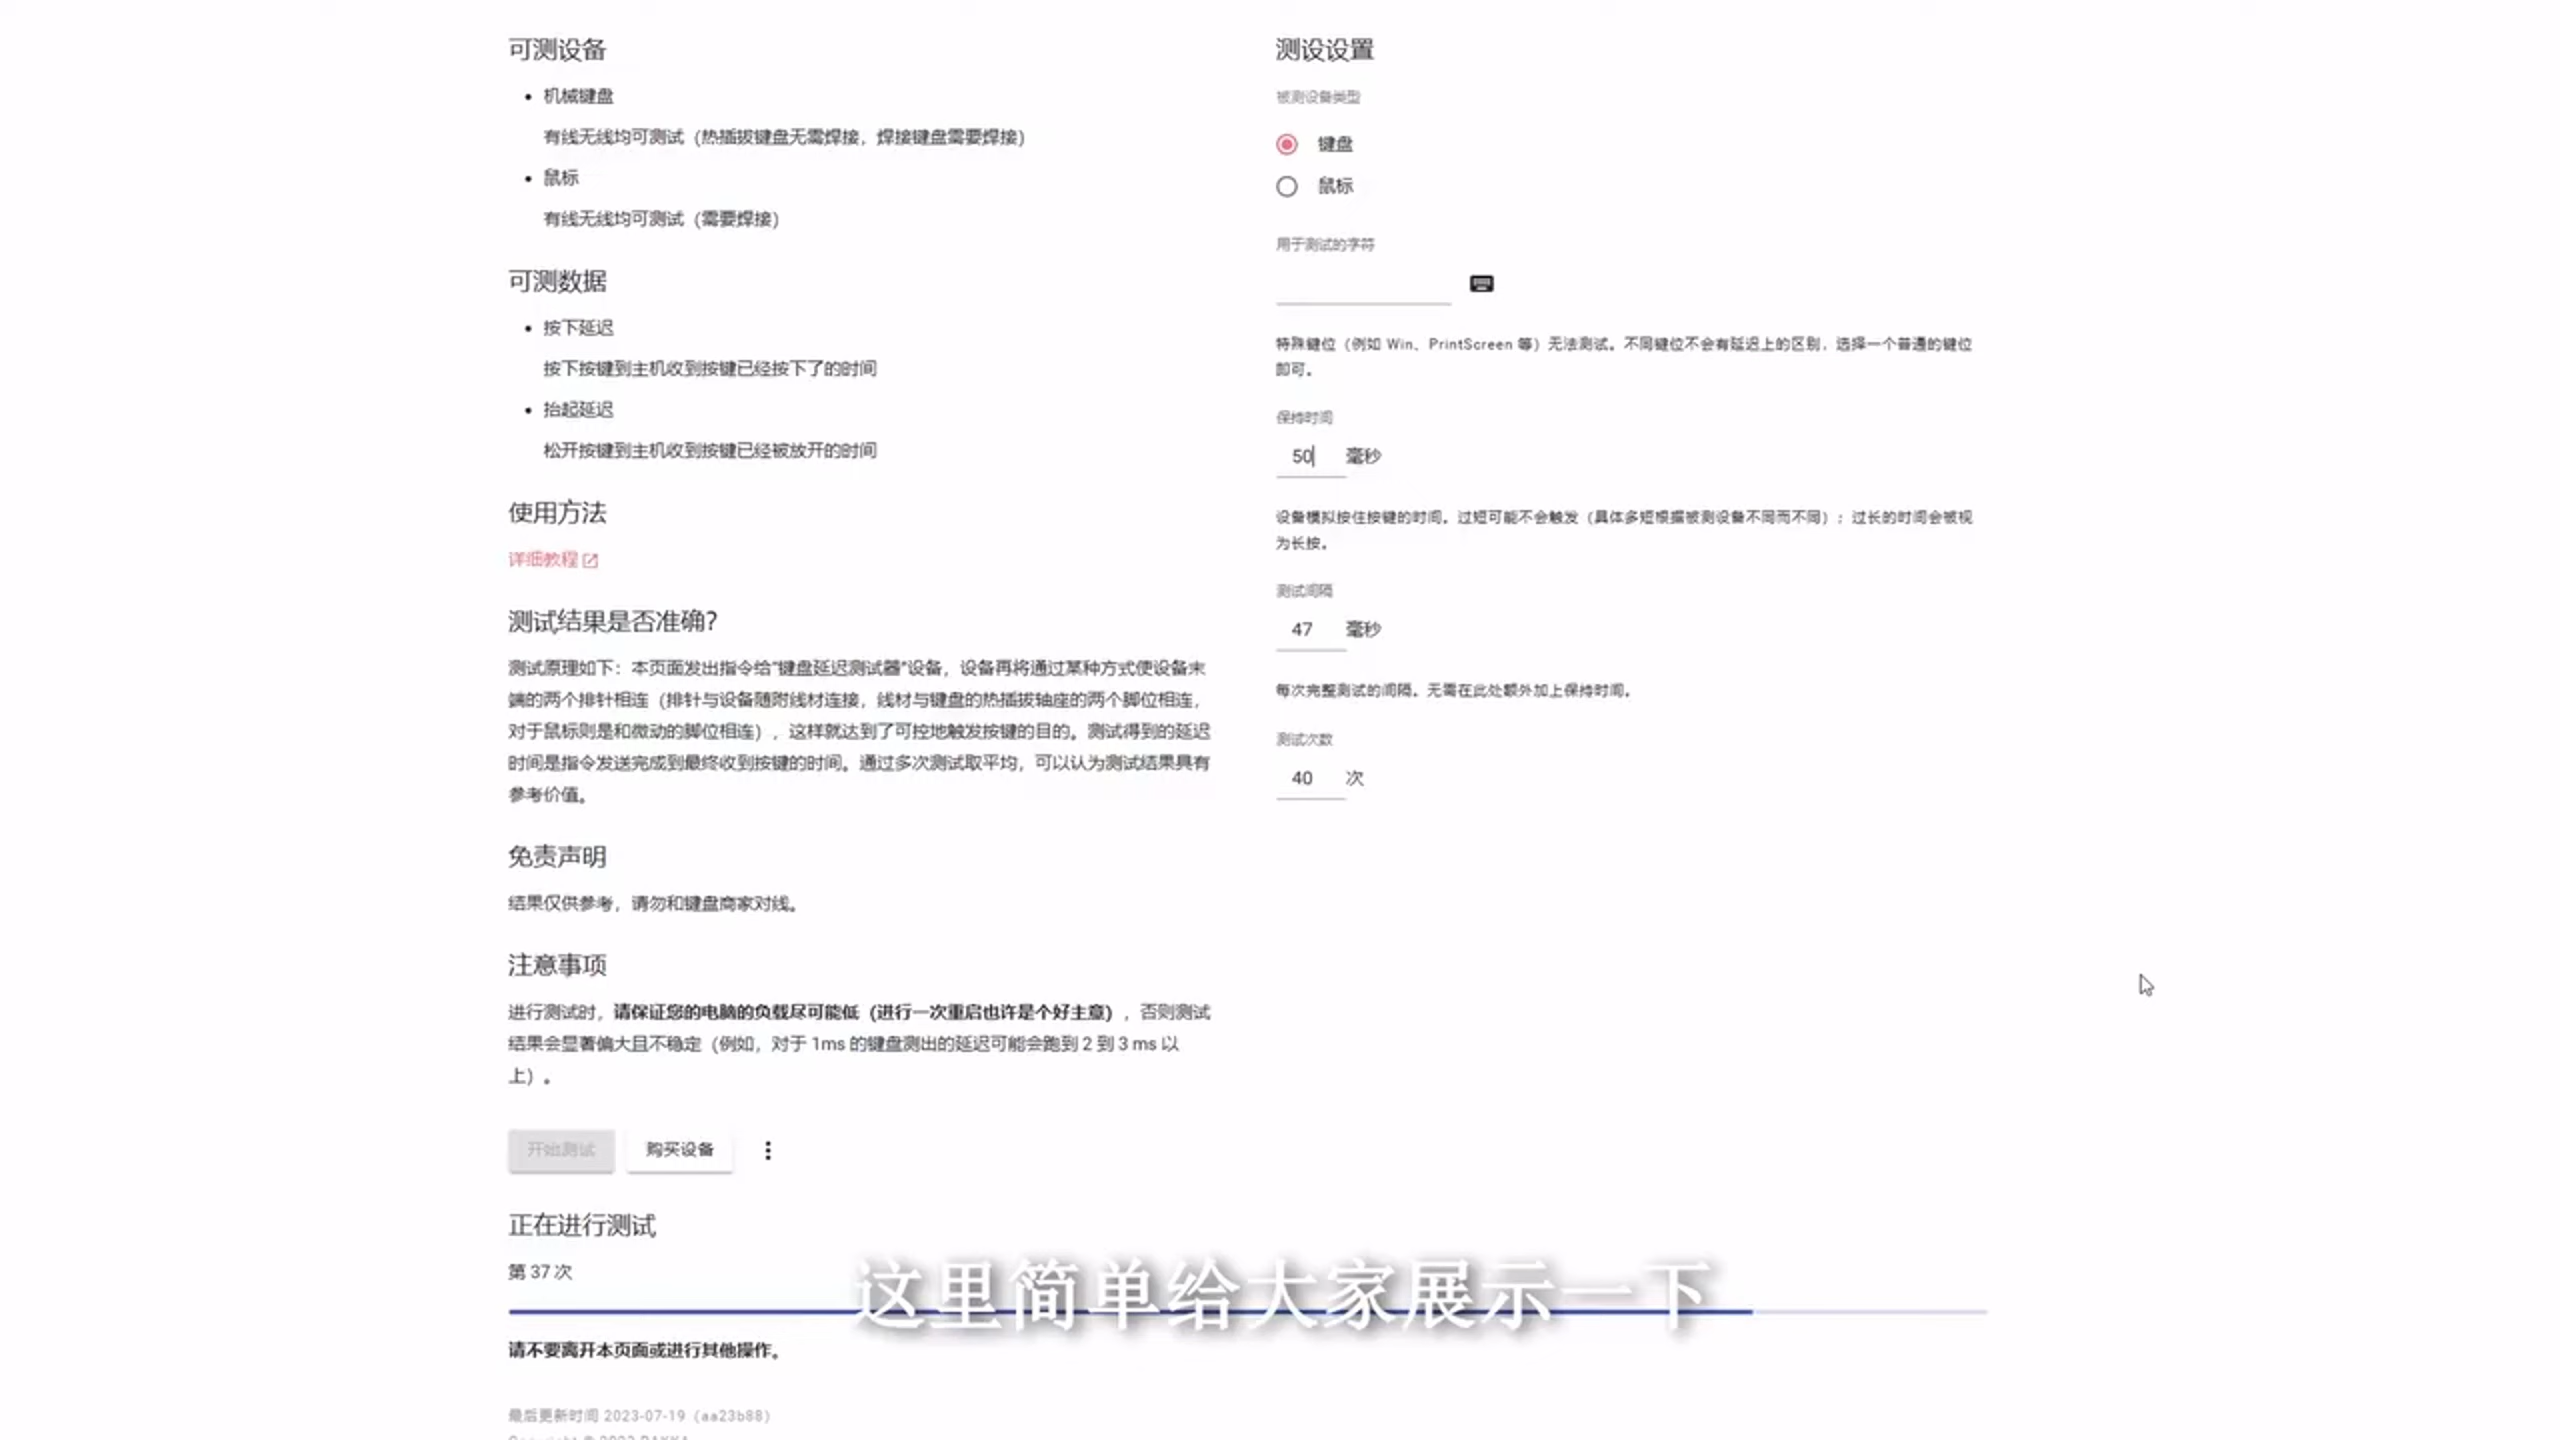 可测设备
机械键盘
有线无线均可测试（热插拔键盘无需焊接，焊接键盘需要焊接）
鼠标
有线无线均可测试（需要焊接）
可测数据
按下延迟
按下按键到主机收到按键已经按下了的时间
抬起延迟
松开按键到主机收到按键已经被放开的时间
使用方法
详细教程
测试结果是否准确？
测试原理如下：本页面发出指令给“键盘延迟测试器”设备，设备再将通过某种方式使设备末
端的两个排针相连（排针与设备随附线材连接，线材与键盘的热插拔轴座的两个脚位相连，
对于鼠标则是和微动的脚位相连），这样就达到了可控地触发按键的目的。测试得到的延迟
时间是指令发送完成到最终收到按键的时间。通过多次测试取平均，可以认为测试结果具有
参考价值。
免责声明
结果仅供参考，请勿和键盘商家对线。
注意事项
进行测试时，请保证您的电脑的负载尽可能低（进行一次重启也许是个好主意），否则测试
结果会显著偏大且不稳定（例如，对于 1ms 的键盘测出的延迟可能会跑到 2 到 3 ms 以
上）。
开始测试
购买设备
测设设置
被测设备类型
键盘
鼠标
用于测试的字符
特殊键位（例如 Win、PrintScreen 等）无法测试。不同键位不会有延迟上的区别，选择一个普通的键位
即可。
保持时间
50 毫秒
设备模拟按住按键的时间。过短可能不会触发（具体多短根据被测设备不同而不同）；过长的时间会被视
为长按。
测试间隔
47 毫秒
每次完整测试的间隔。无需在此处额外加上保持时间。
测试次数
40 次
正在进行测试
第 37 次
这里简单给大家展示一下
请不要离开本页面或进行其他操作。
最后更新时间 2023-07-19（aa23b88）